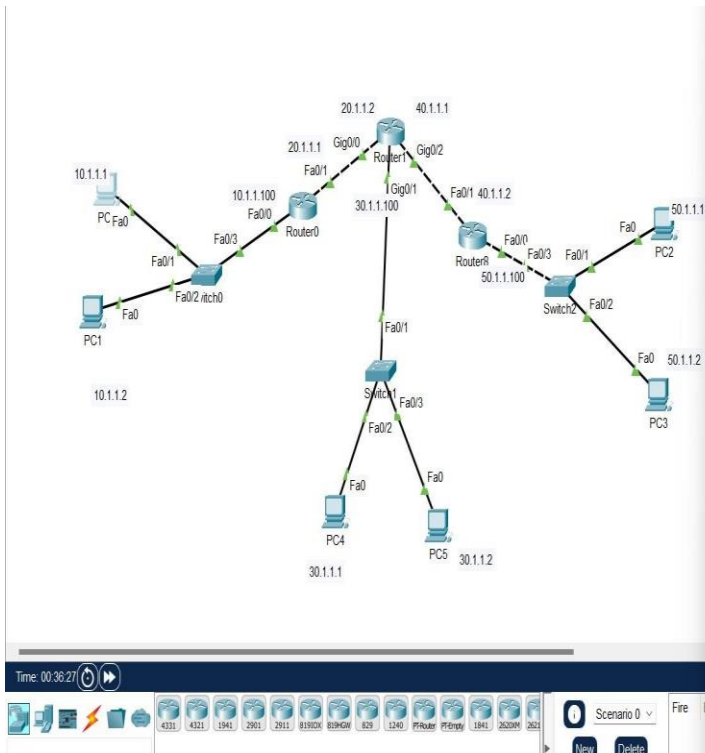 20.1.1.2
40.1.1.1
20.1.1.1
Gig0/0
Router1
Gig0/2
Fa0/1
10.1.1.1
Gig0/1
10.1.1.100
30.1.1.100
Fa0/1
40.1.1.2
PC
Fa0
Fa0/0
Router0
50.1.1.1
Fa0
Fa0/3
Fa0/0
Fa0/3
Fa0/1
PC2
Router8
50.1.1.100
Fa0/1
Fa0/2
itch0
Fa0
Switch2
Fa0/2
PC1
Fa0/1
Fa0
50.1.1.2
10.1.1.2
Switch1
Fa0/3
PC3
Fa0/2
Fa0
Fa0
PC4
PC5
30.1.1.2
30.1.1.1
Time: 00:36:27
4331
4321
1941
2901
2911
819IOX
819HGW
829
1240
PT-Router
PT-Empty
1841
2620XM
2621
Scenario 0
Fire
New
Delete